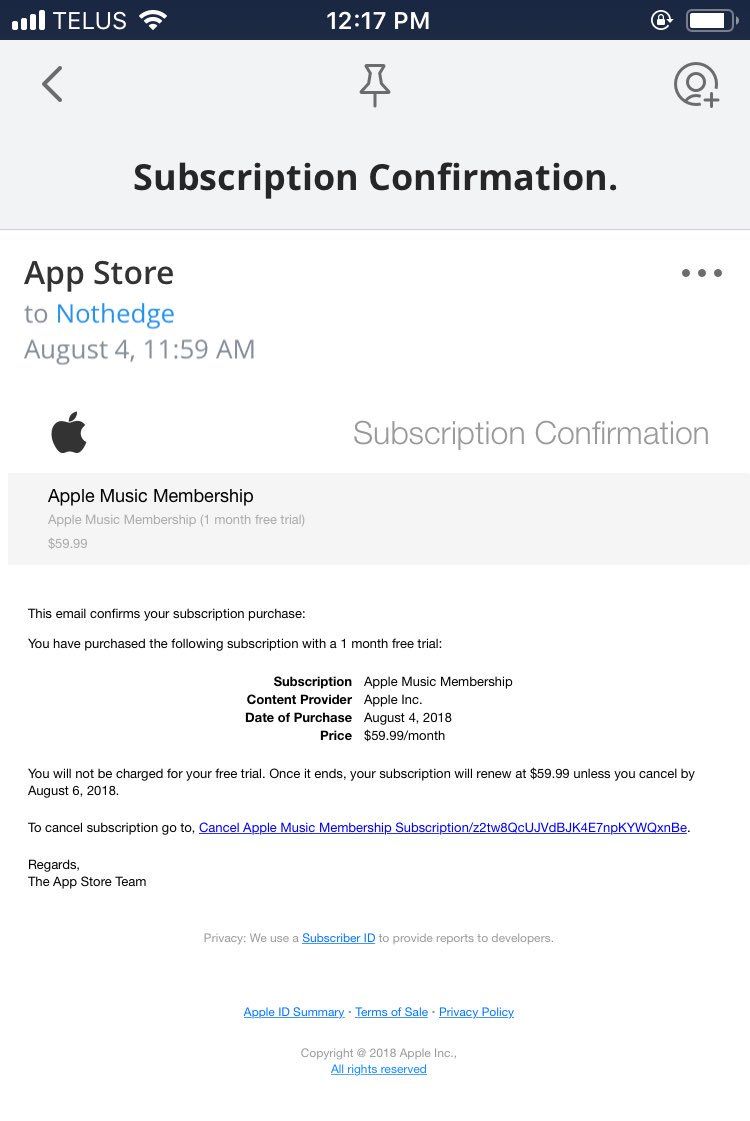 TELUS 12:17 PM
Subscription Confirmation.
App Store
to Nothedge
August 4, 11:59 AM
Subscription Confirmation
Apple Music Membership
Apple Music Membership (1 month free trial)
$59.99
This email confirms your subscription purchase:
You have purchased the following subscription with a 1 month free trial:
Subscription Apple Music Membership
Content Provider Apple Inc.
Date of Purchase August 4, 2018
Price $59.99/month
You will not be charged for your free trial. Once it ends, your subscription will renew at $59.99 unless you cancel by
August 6, 2018.
To cancel subscription go to, Cancel Apple Music Membership Subscription/z2tw8QcUJVdBJK4E7npKYWQxnBe.
Regards,
The App Store Team
Privacy: We use a Subscriber ID to provide reports to developers.
Apple ID Summary · Terms of Sale · Privacy Policy
Copyright @ 2018 Apple Inc.,
All rights reserved